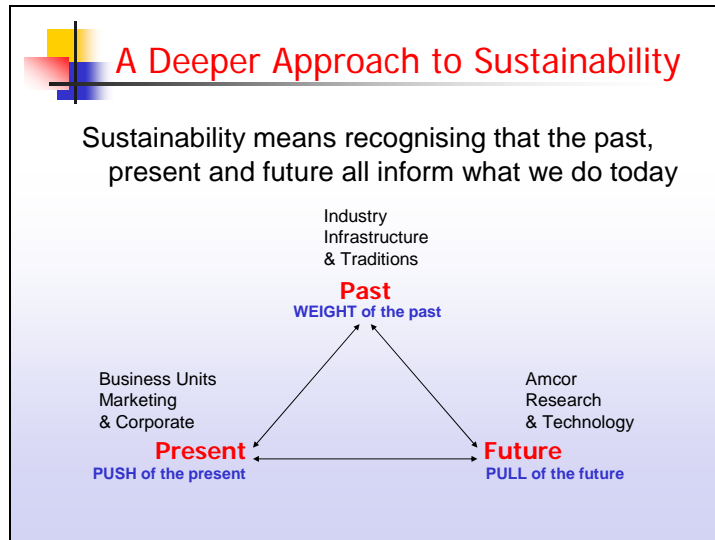 A Deeper Approach to Sustainability
Sustainability means recognising that the past,
present and future all inform what we do today
Industry
Infrastructure
& Traditions
Past
WEIGHT of the past
Business Units
Marketing
& Corporate
Present
PUSH of the present
Amcor
Research
& Technology
Future
PULL of the future